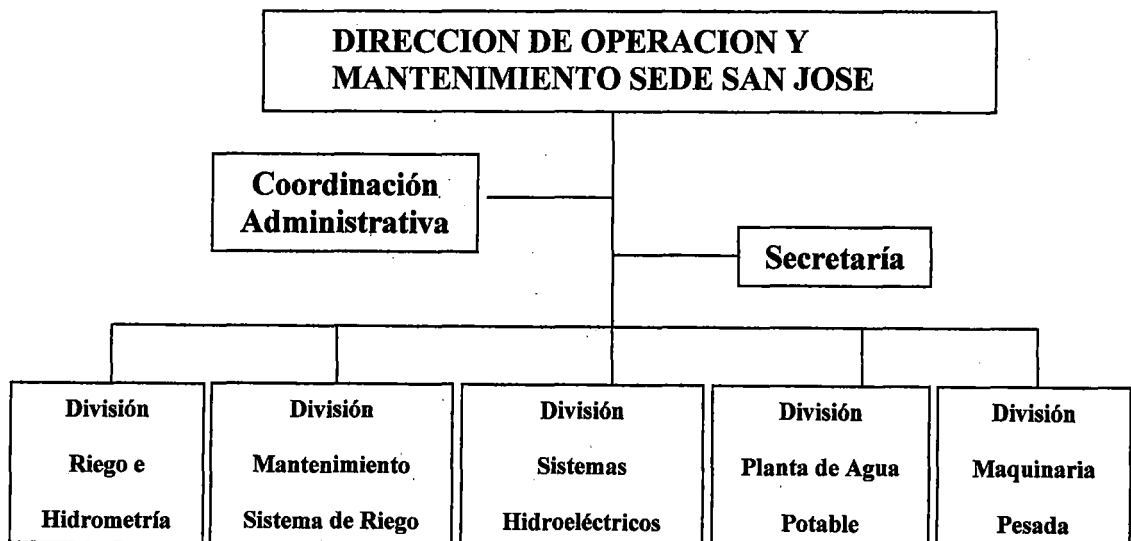 DIRECCION DE OPERACION Y
MANTENIMIENTO SEDE SAN JOSE
Coordinación
Administrativa
Secretaría
División
Riego e
Hidrometría
División
Mantenimiento
Sistema de Riego
División
Sistemas
Hidroeléctricos
División
Planta de Agua
Potable
División
Maquinaria
Pesada